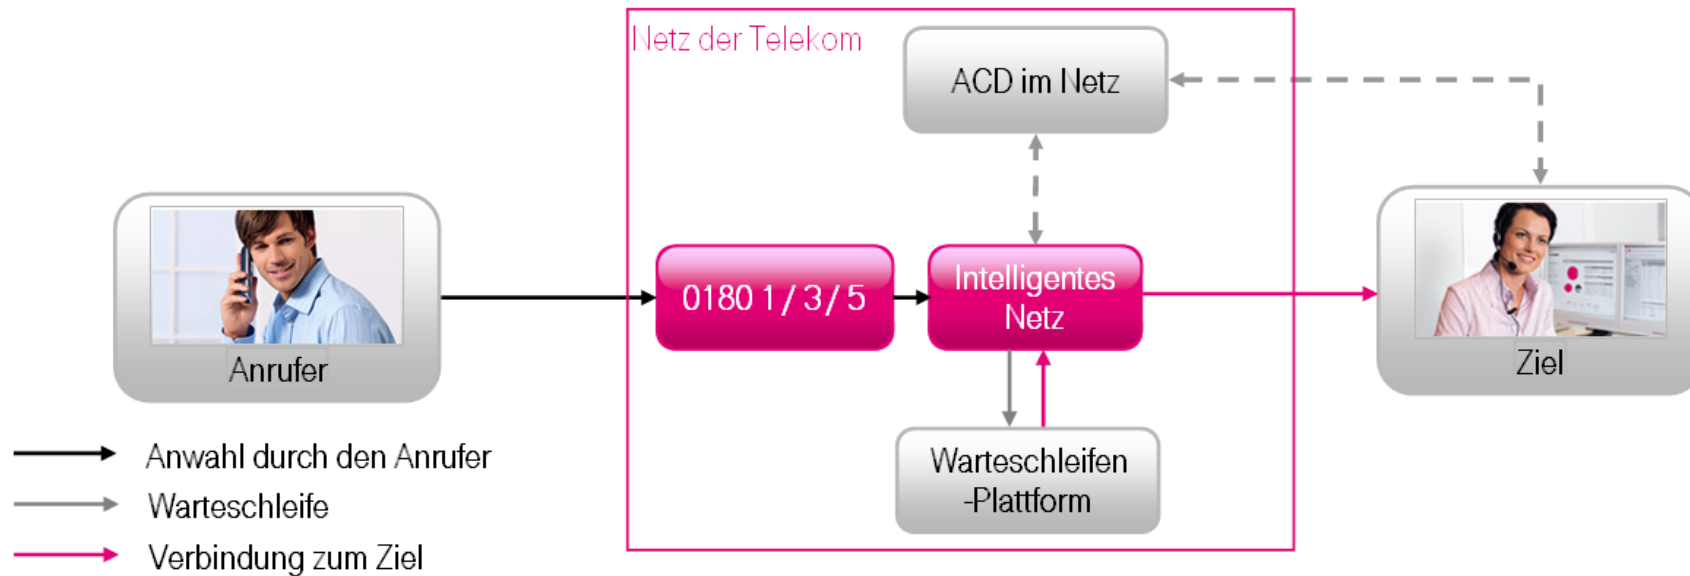 Netz der Telekom
ACD im Netz
0180 1 / 3 / 5
Intelligentes
Netz
Anrufer
Ziel
Warteschleifen
-Plattform
Anwahl durch den Anrufer
Warteschleife
Verbindung zum Ziel